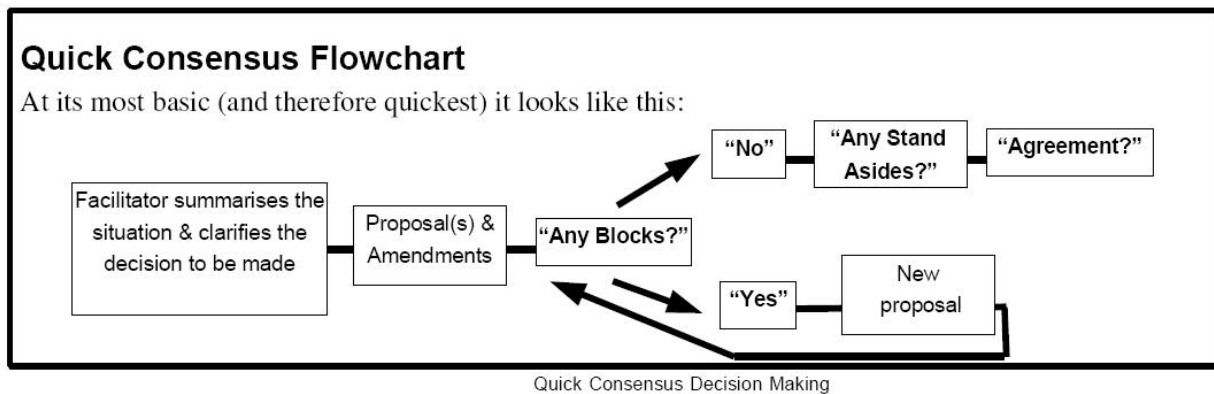 Quick Consensus Flowchart
At its most basic (and therefore quickest) it looks like this:
Facilitator summarises the
situation & clarifies the
decision to be made
Proposal(s) &
Amendments
“Any Blocks?”
“No”
“Any Stand
Asides?”
“Agreement?”
“Yes”
New
proposal
Quick Consensus Decision Making